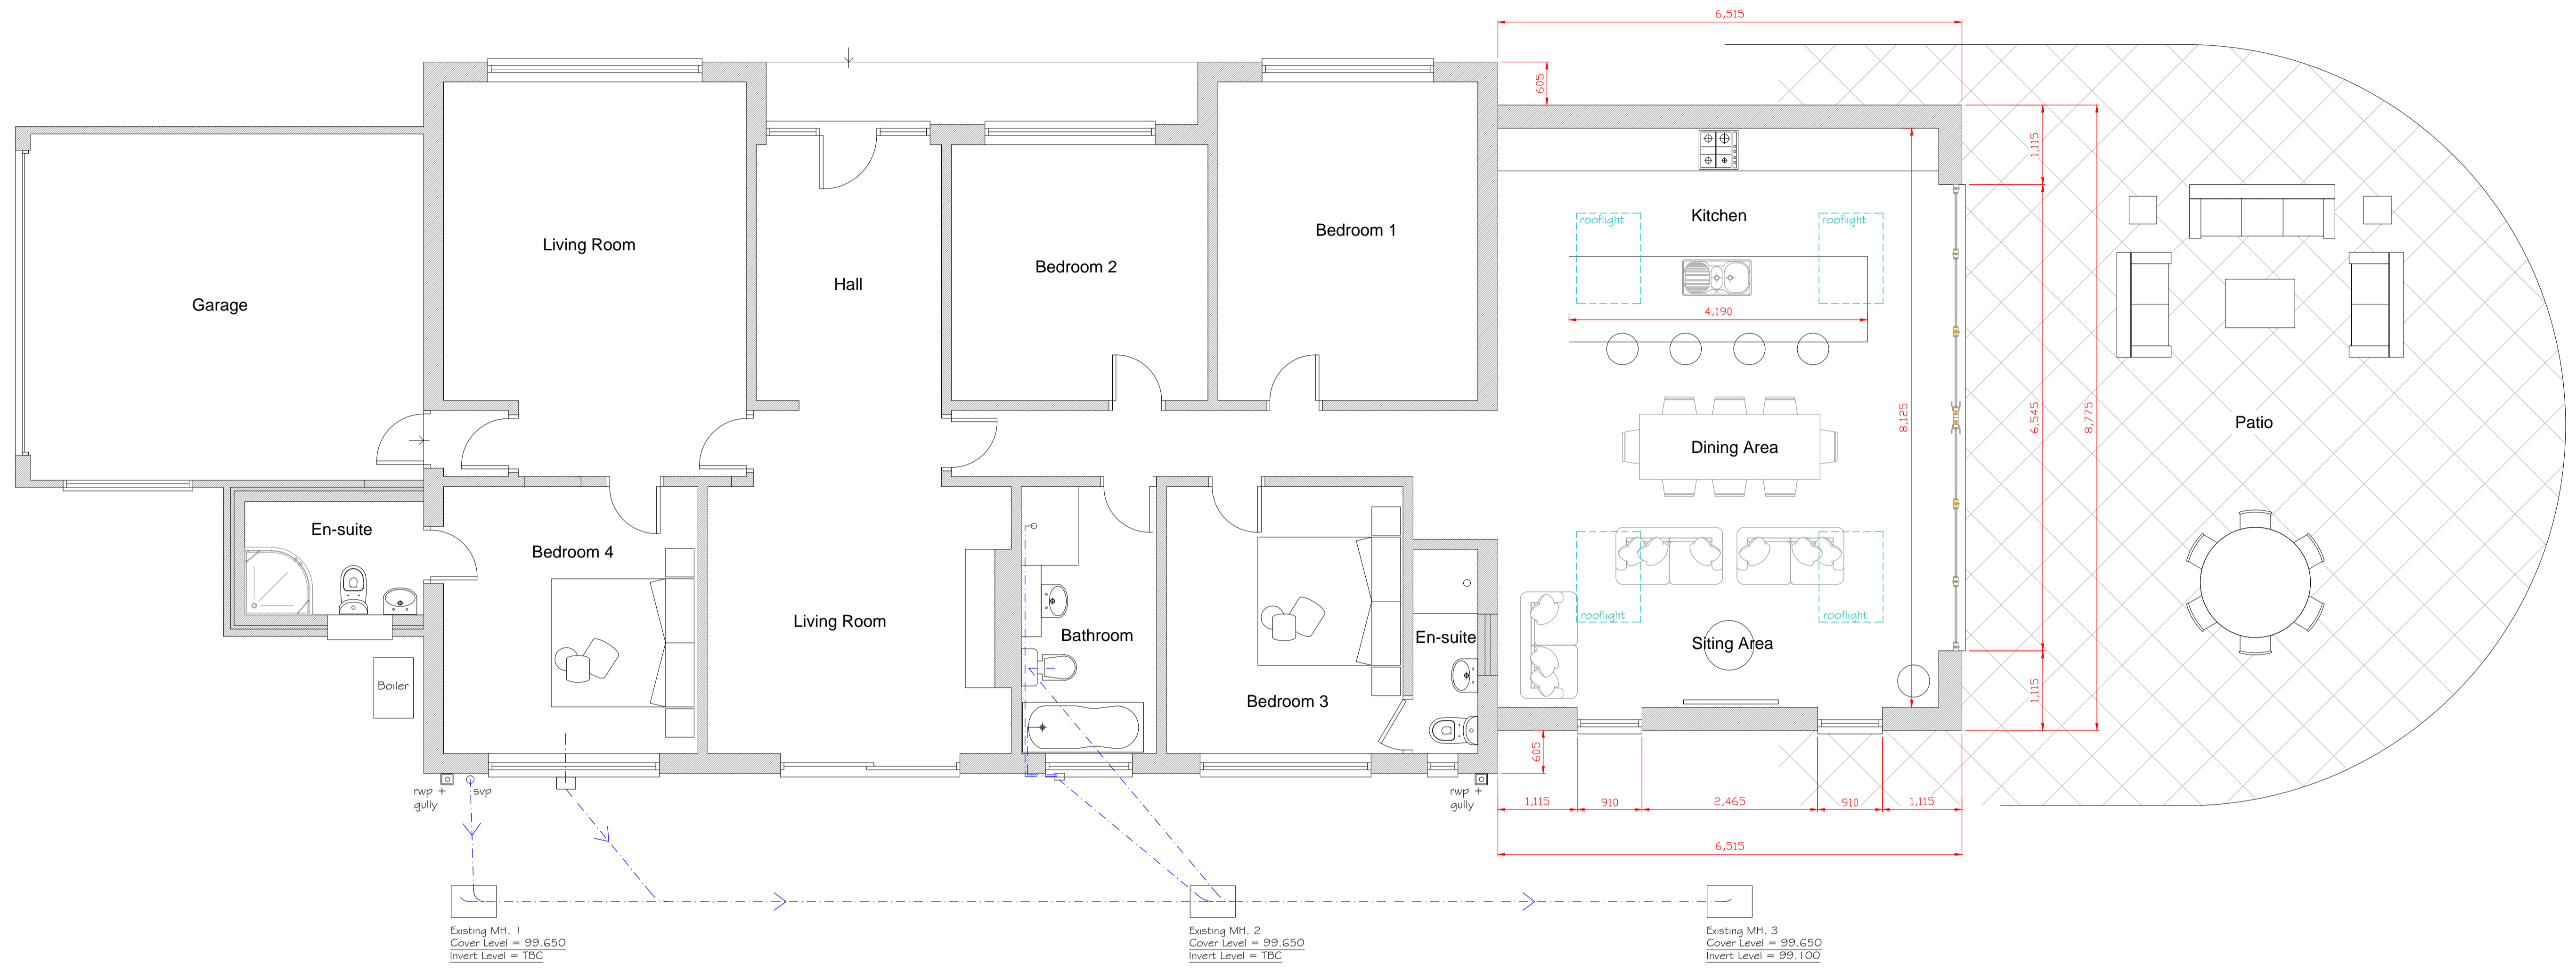 6,515
605
1,115
rooflight
Kitchen
rooflight
Living Room
Bedroom 1
Bedroom 2
Hall
Garage
4,190
8,125
6,545
8,775
Patio
Dining Area
En-suite
Bedroom 4
Living Room
Bathroom
En-suite
rooflight
rooflight
Siting Area
Boiler
Bedroom 3
1,115
605
rwp +
gully
svp
rwp +
gully
1,115
910
2,465
910
1,115
6,515
Existing MH. 1
Cover Level = 99.650
Invert Level = TBC
Existing MH. 2
Cover Level = 99.650
Invert Level = TBC
Existing MH. 3
Cover Level = 99.650
Invert Level = 99.100